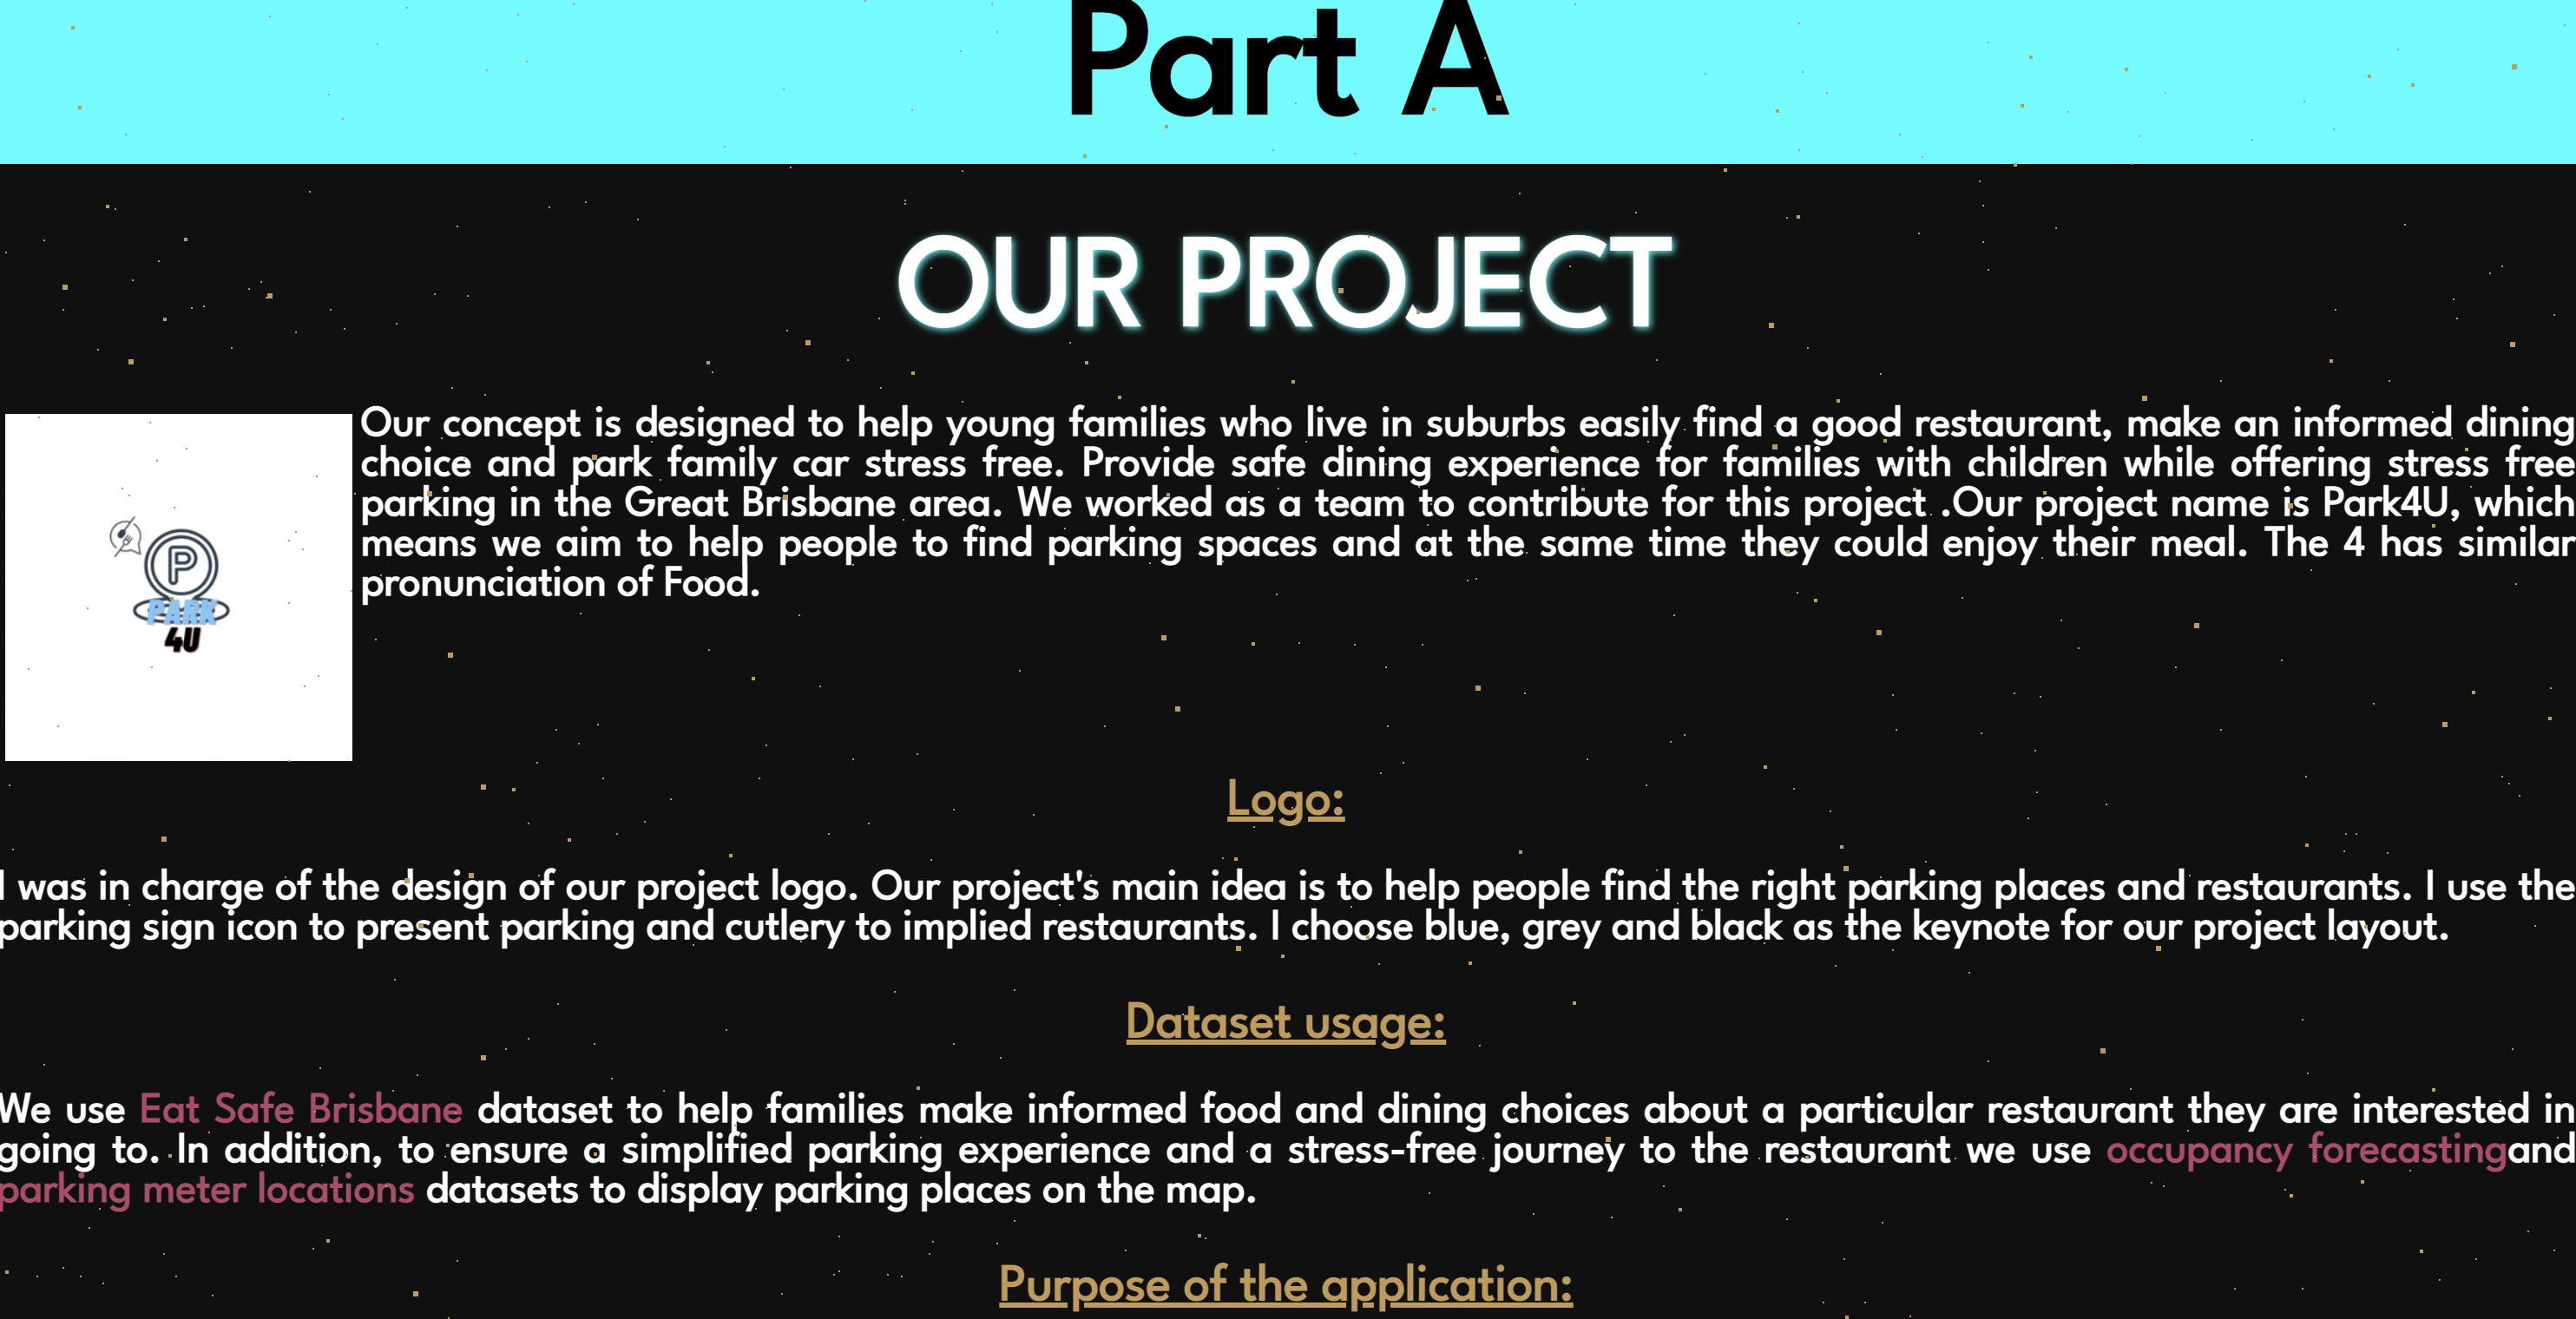 Part A
OUR PROJECT
Our concept is designed to help young families who live in suburbs easily find a good restaurant, make an informed dining
choice and park family car stress free. Provide safe dining experience for families with children while offering stress free
parking in the Great Brisbane area. We worked as a team to contribute for this project .Our project name is Park4U, which
means we aim to help people to find parking spaces and at the same time they could enjoy their meal. The 4 has similar
pronunciation of Food.
P
PARK
4U
Logo:
I was in charge of the design of our project logo. Our project's main idea is to help people find the right parking places and restaurants. I use the
parking sign icon to present parking and cutlery to implied restaurants. I choose blue, grey and black as the keynote for our project layout.
Dataset usage:
We use Eat Safe Brisbane dataset to help families make informed food and dining choices about a particular restaurant they are interested in
going to. In addition, to ensure a simplified parking experience and a stress-free journey to the restaurant we use occupancy forecastingand
parking meter locations datasets to display parking places on the map.
Purpose of the application: